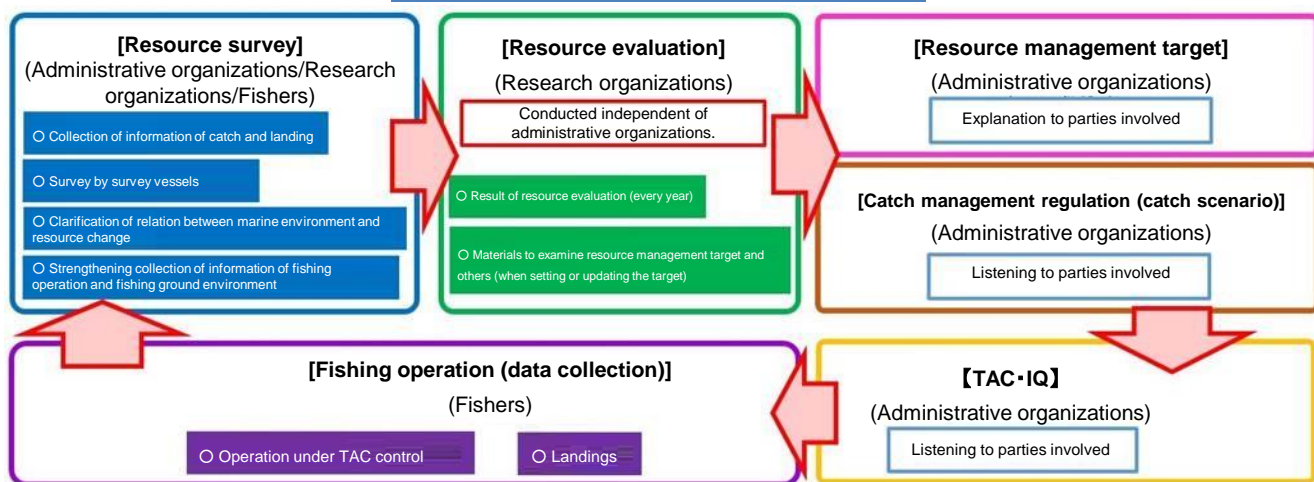 [Resource survey]
(Administrative organizations/Research
organizations/Fishers)
○ Collection of information of catch and landing
○ Survey by survey vessels
○ Clarification of relation between marine environment and
resource change
○ Strengthening collection of information of fishing
operation and fishing ground environment
[Resource evaluation]
(Research organizations)
Conducted independent of
administrative organizations.
○ Result of resource evaluation (every year)
○ Materials to examine resource management target and
others (when setting or updating the target)
[Resource management target]
(Administrative organizations)
Explanation to parties involved
[Catch management regulation (catch scenario)]
(Administrative organizations)
Listening to parties involved
【TAC・IQ】
(Administrative organizations)
Listening to parties involved
[Fishing operation (data collection)]
(Fishers)
○ Operation under TAC control
○ Landings